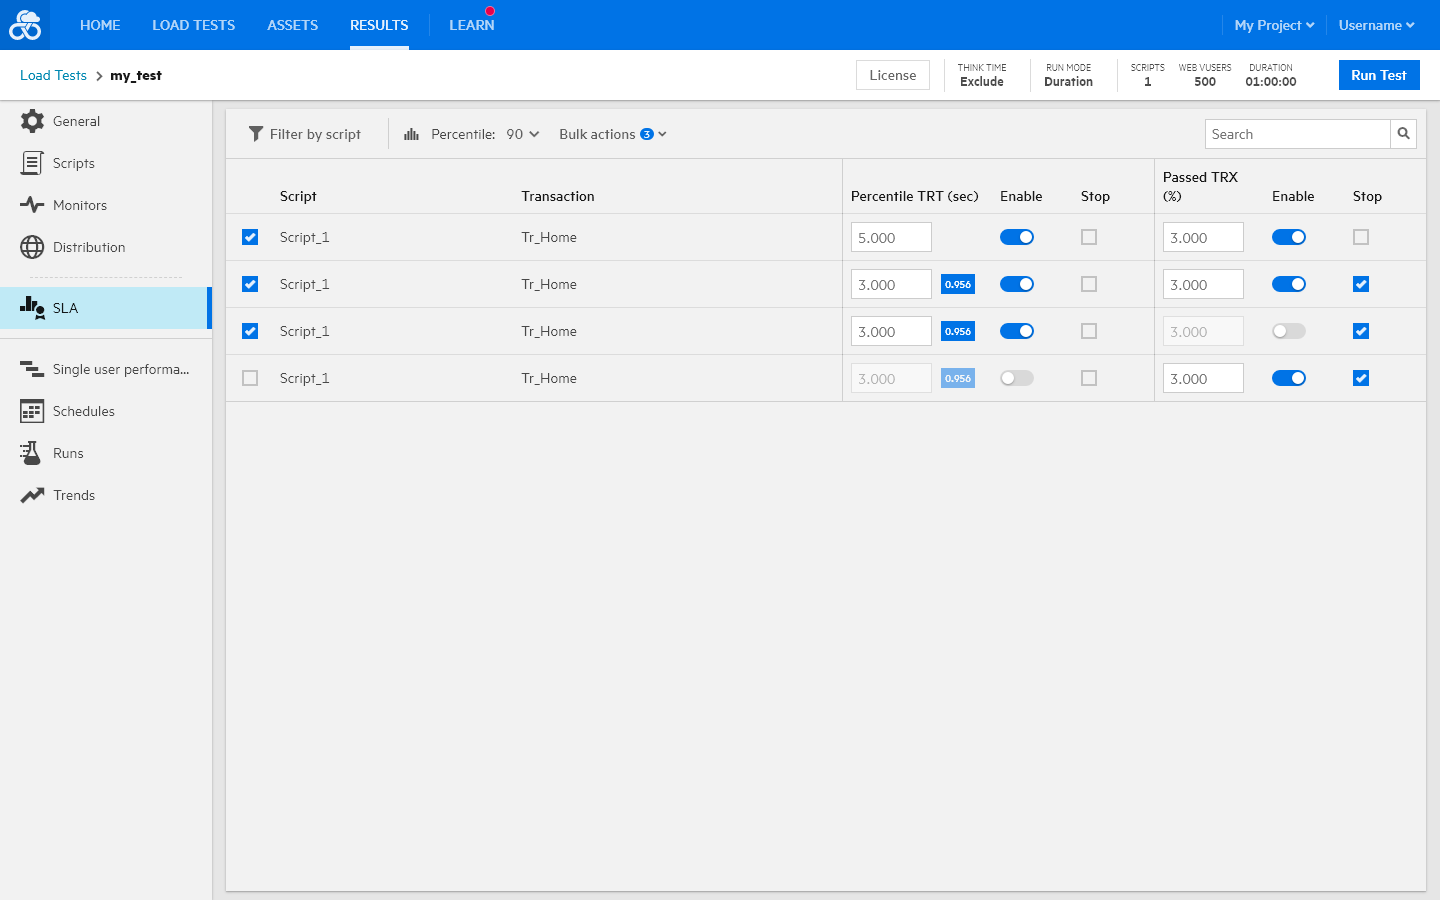 HOME LOAD TESTS ASSETS RESULTS LEARN My Project Username
Load Tests > my_test License THINK TIME Exclude RUN MODE Duration SCRIPTS 1 WEB VUSERS 500 DURATION 01:00:00 Run Test
General
Scripts
Monitors
Distribution
SLA
Single user performa...
Schedules
Runs
Trends
Filter by script Percentile: 90 Bulk actions 3 Search
Script Transaction Percentile TRT (sec) Enable Stop Passed TRX (%) Enable Stop
Script_1 Tr_Home 5.000 3.000
Script_1 Tr_Home 3.000 0.956 3.000
Script_1 Tr_Home 3.000 0.956 3.000
Script_1 Tr_Home 3.000 0.956 3.000